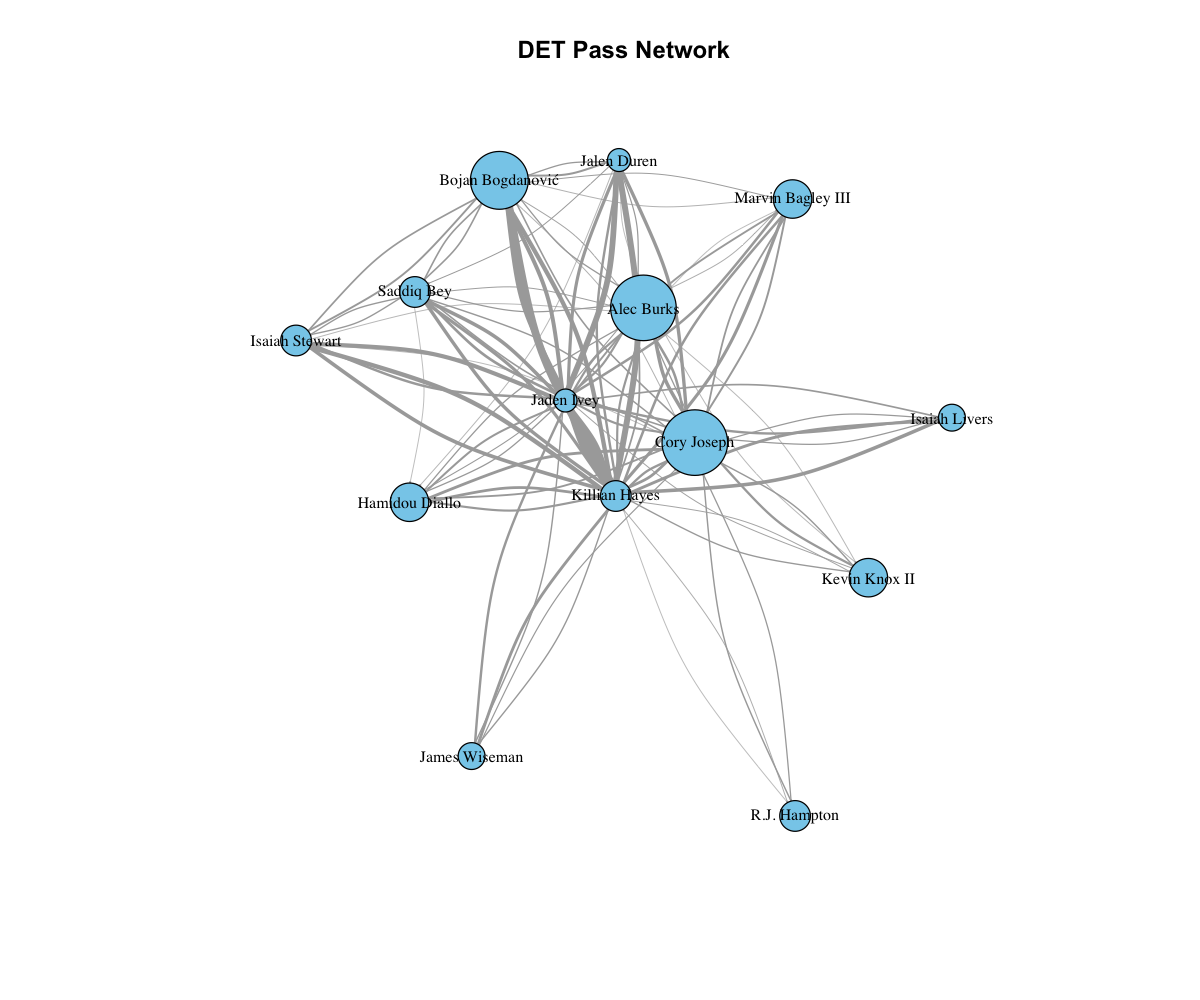 DET Pass Network
Jalen Duren
Bojan Bogdanović
Marvin Bagley III
Saddiq Bey
Alec Burks
Isaiah Stewart
Jaden Ivey
Isaiah Livers
Cory Joseph
Killian Hayes
Hamidou Diallo
Kevin Knox II
James Wiseman
R.J. Hampton